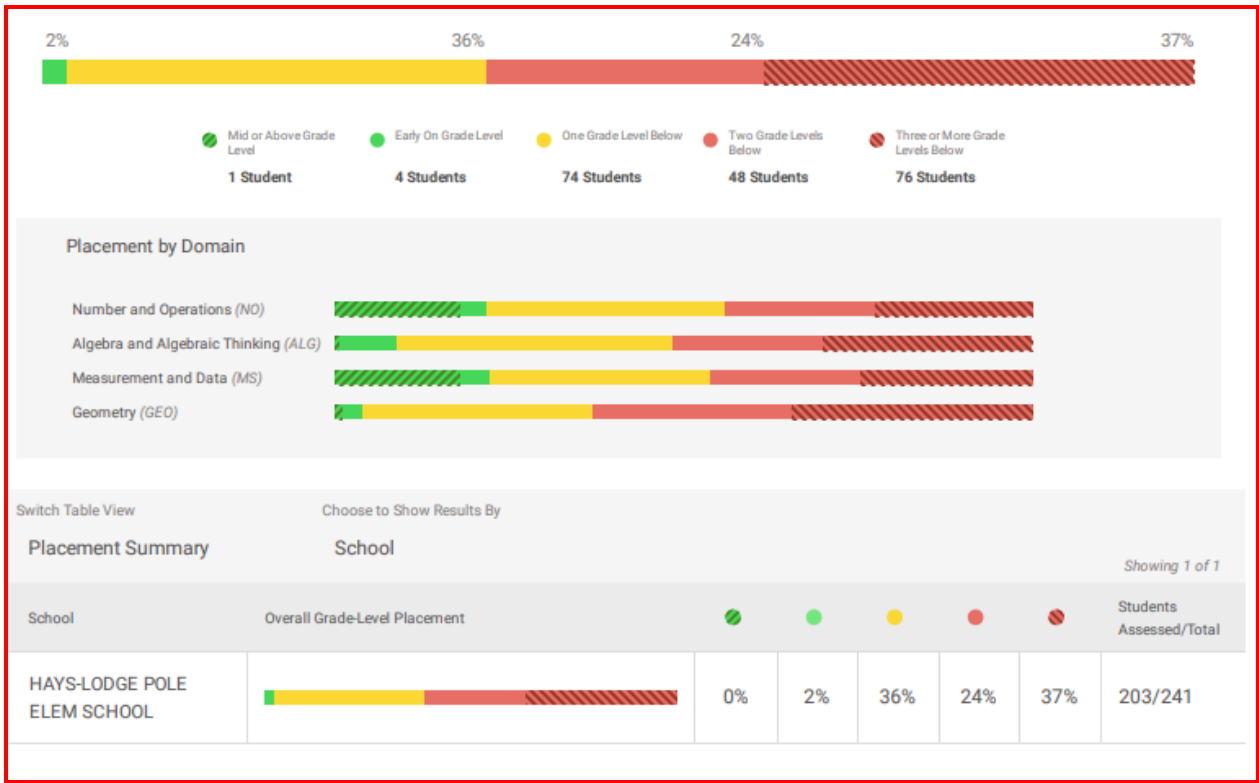 2% 36% 24% 37%
Mid or Above Grade Level
1 Student
Early On Grade Level
4 Students
One Grade Level Below
74 Students
Two Grade Levels Below
48 Students
Three or More Grade Levels Below
76 Students
Placement by Domain
Number and Operations (NO)
Algebra and Algebraic Thinking (ALG)
Measurement and Data (MS)
Geometry (GEO)
Switch Table View Choose to Show Results By
Placement Summary School
Showing 1 of 1
School Overall Grade-Level Placement Students Assessed/Total
HAYS-LODGE POLE ELEM SCHOOL 0% 2% 36% 24% 37% 203/241